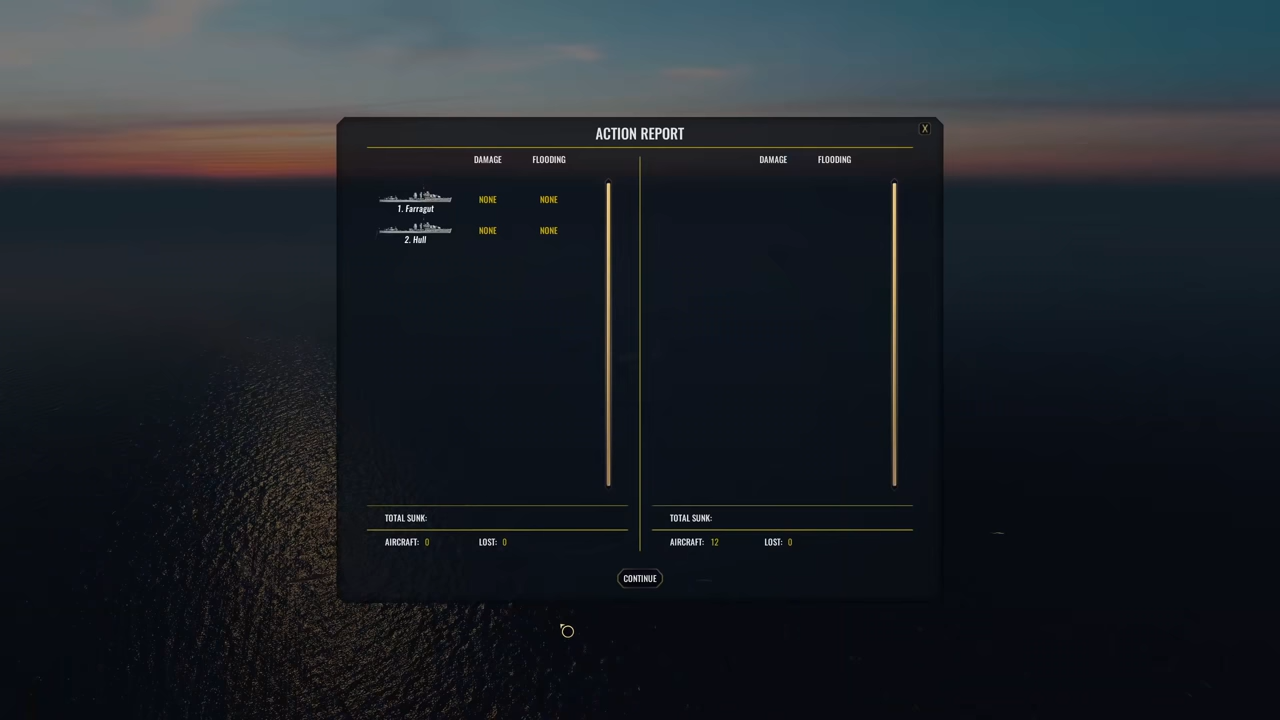 ACTION REPORT
X
DAMAGE FLOODING
DAMAGE FLOODING
NONE NONE
1. Farragut
NONE NONE
2. Hull
TOTAL SUNK:
TOTAL SUNK:
AIRCRAFT: 0 LOST: 0
AIRCRAFT: 12 LOST: 0
CONTINUE